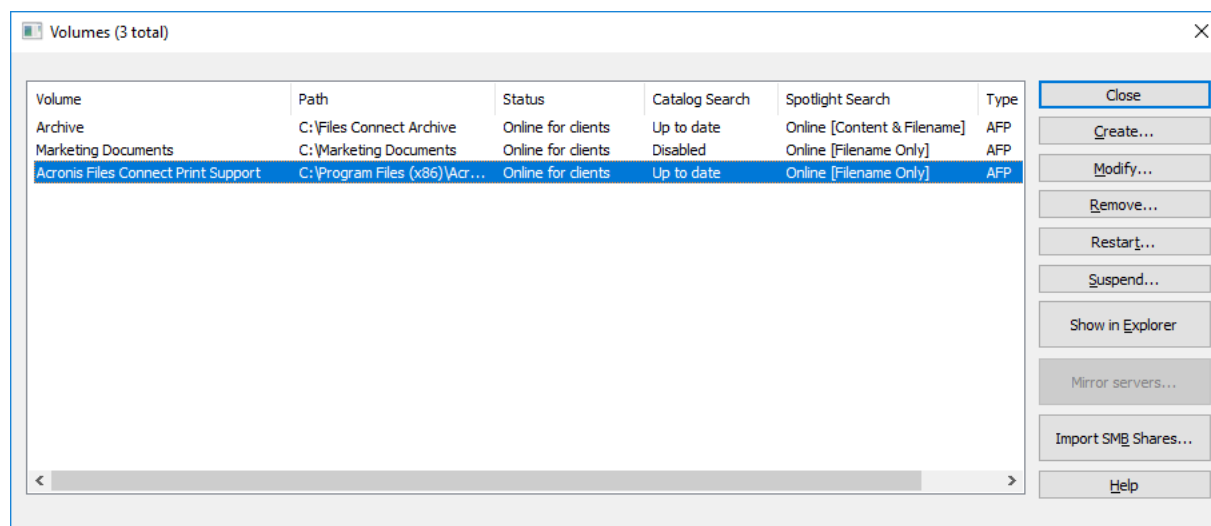 Volumes (3 total)
Volume Path Status Catalog Search Spotlight Search Type
Archive C:\Files Connect Archive Online for clients Up to date Online [Content & Filename] AFP
Marketing Documents C:\Marketing Documents Online for clients Disabled Online [Filename Only] AFP
Acronis Files Connect Print Support C:\Program Files (x86)\Acr... Online for clients Up to date Online [Filename Only] AFP
Close
Create...
Modify...
Remove...
Restart...
Suspend...
Show in Explorer
Mirror servers...
Import SMB Shares...
Help